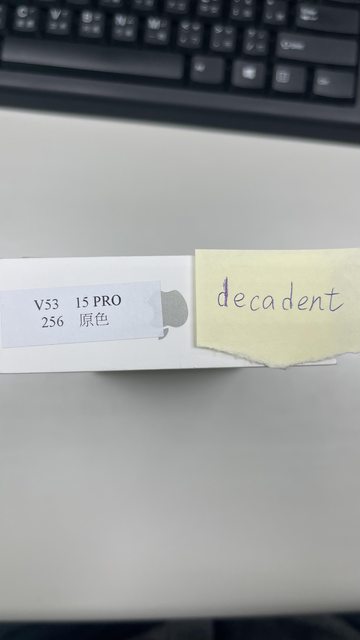 V53 15 PRO
256 原色
decadent